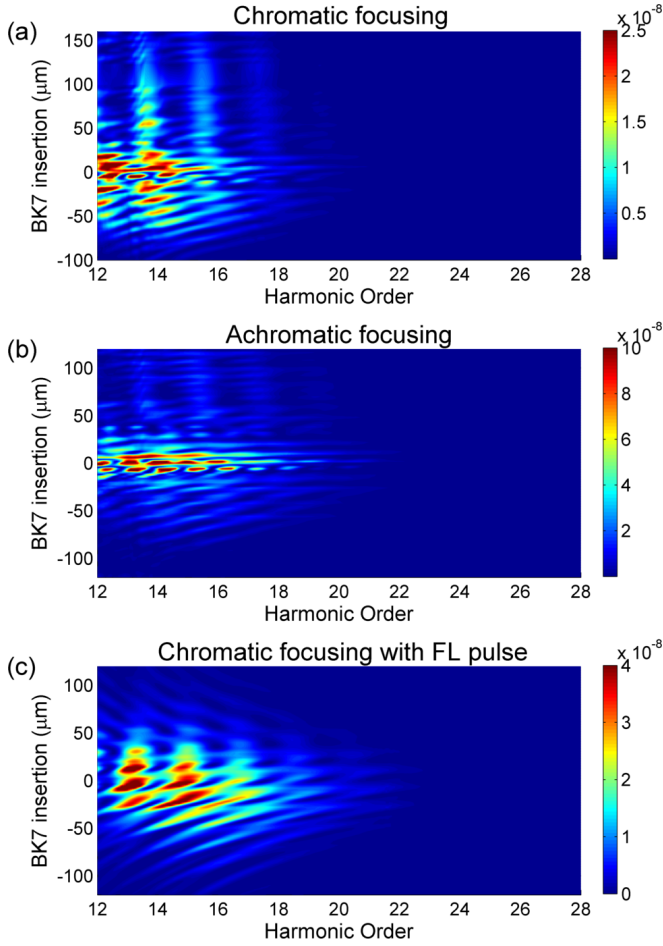 (a)
Chromatic focusing
x 10⁻⁸
BK7 insertion (μm)
150
100
50
0
-50
-100
12 14 16 18 20 22 24 26 28
Harmonic Order
2.5
2
1.5
1
0.5
(b)
Achromatic focusing
x 10⁻⁸
BK7 insertion (μm)
100
50
0
-50
-100
12 14 16 18 20 22 24 26 28
Harmonic Order
10
8
6
4
2
(c)
Chromatic focusing with FL pulse
x 10⁻⁸
BK7 insertion (μm)
100
50
0
-50
-100
12 14 16 18 20 22 24 26 28
Harmonic Order
4
3
2
1
0